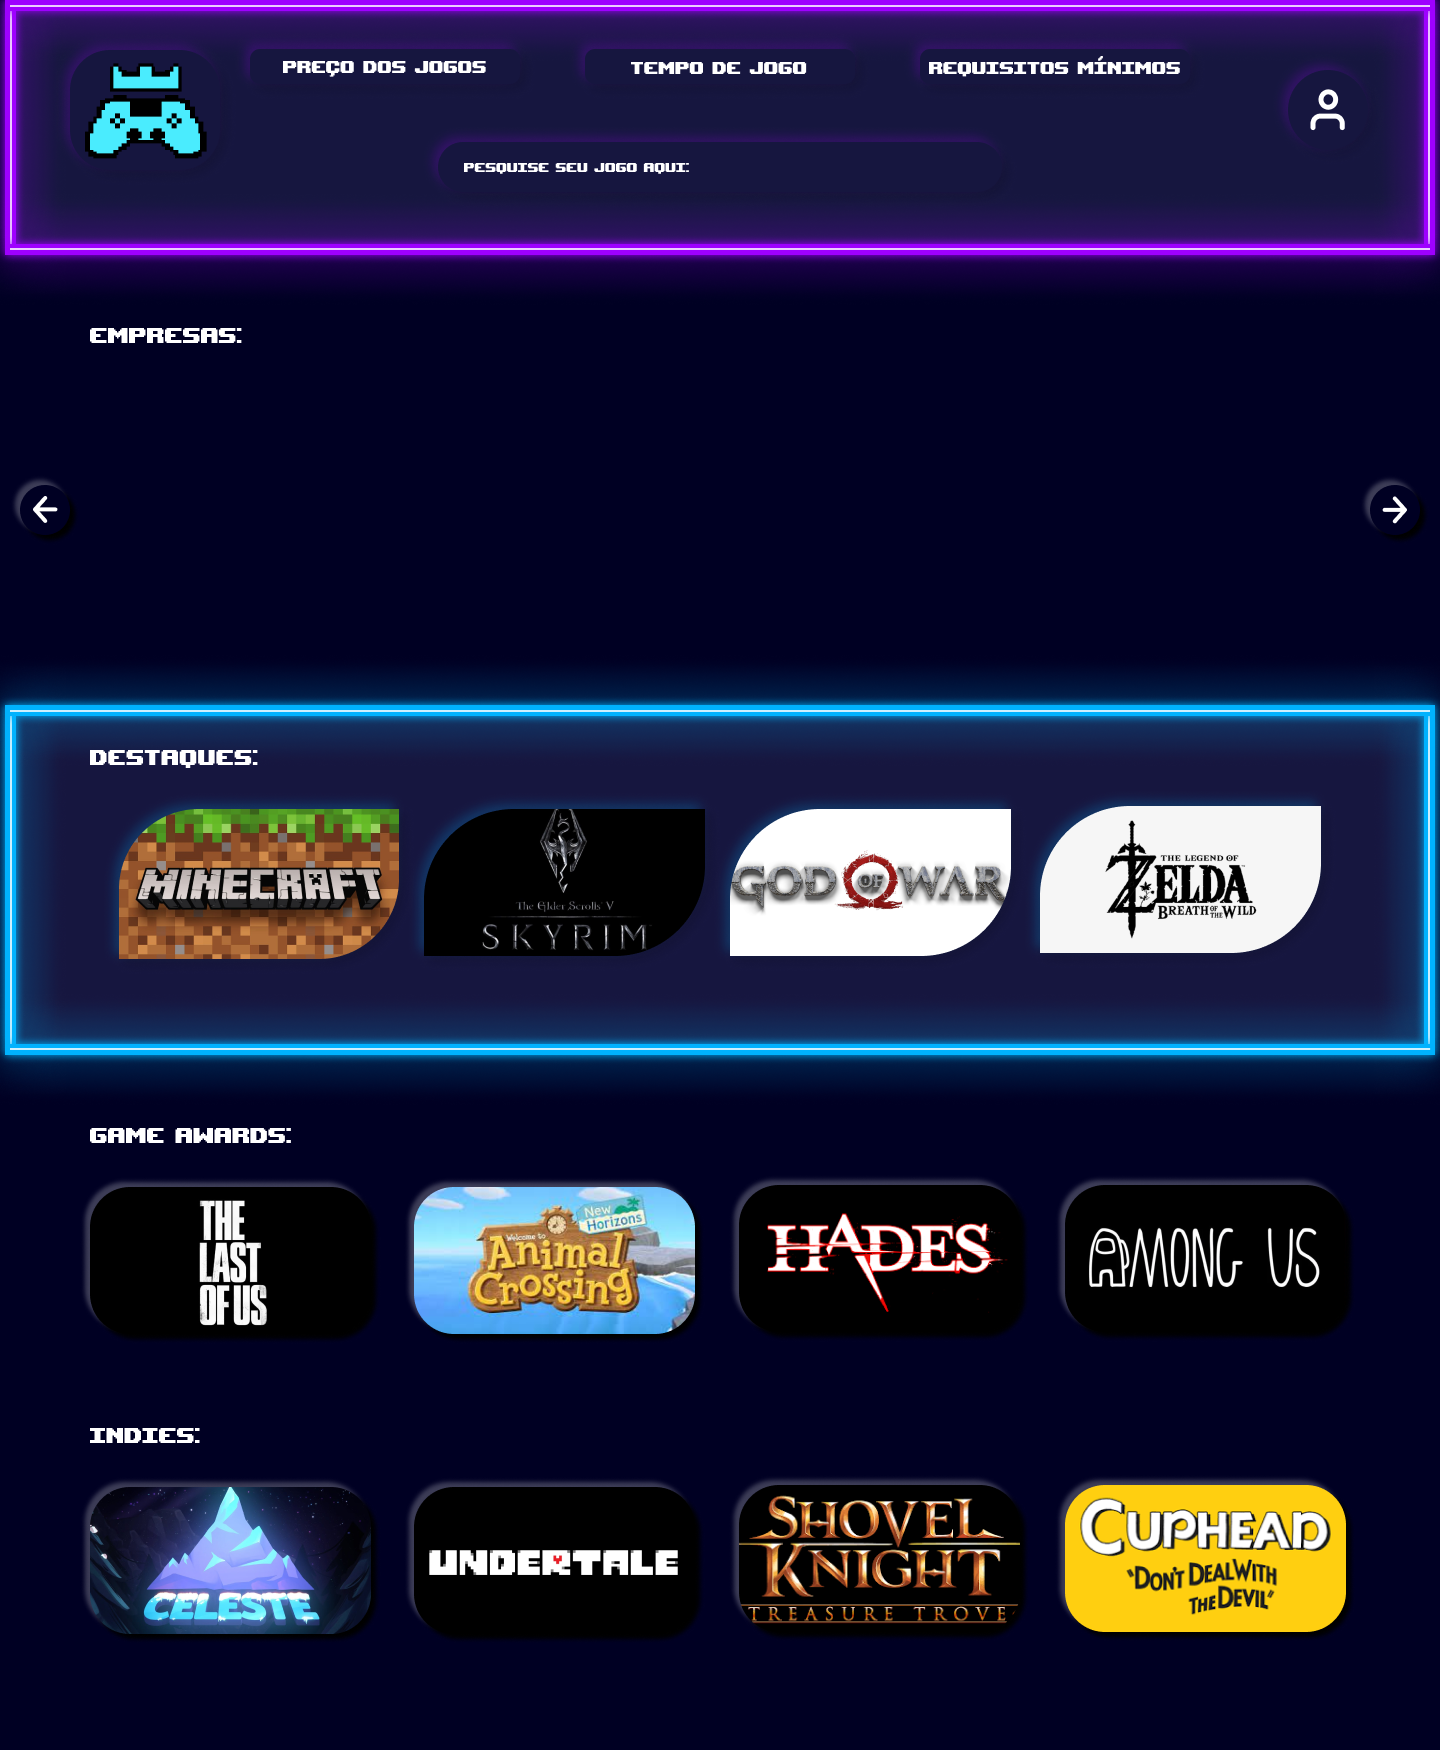 PREÇO DOS JOGOS
TEMPO DE JOGO
REQUISITOS MÍNIMOS
PESQUISE SEU JOGO AQUI:
EMPRESAS:
DESTAQUES:
MINECRAFT
The Elder Scrolls V
SKYRIM
GOD OF WAR
THE LEGEND OF
ZELDA
BREATH OF THE WILD
GAME AWARDS:
THE
LAST
OF US
New
Horizons
Welcome to
Animal
Crossing
HADES
AMONG US
INDIES:
CELESTE
UNDERTALE
SHOVEL
KNIGHT
TREASURE TROVE
CUPHEAD
"DON'T DEAL WITH
THE DEVIL"